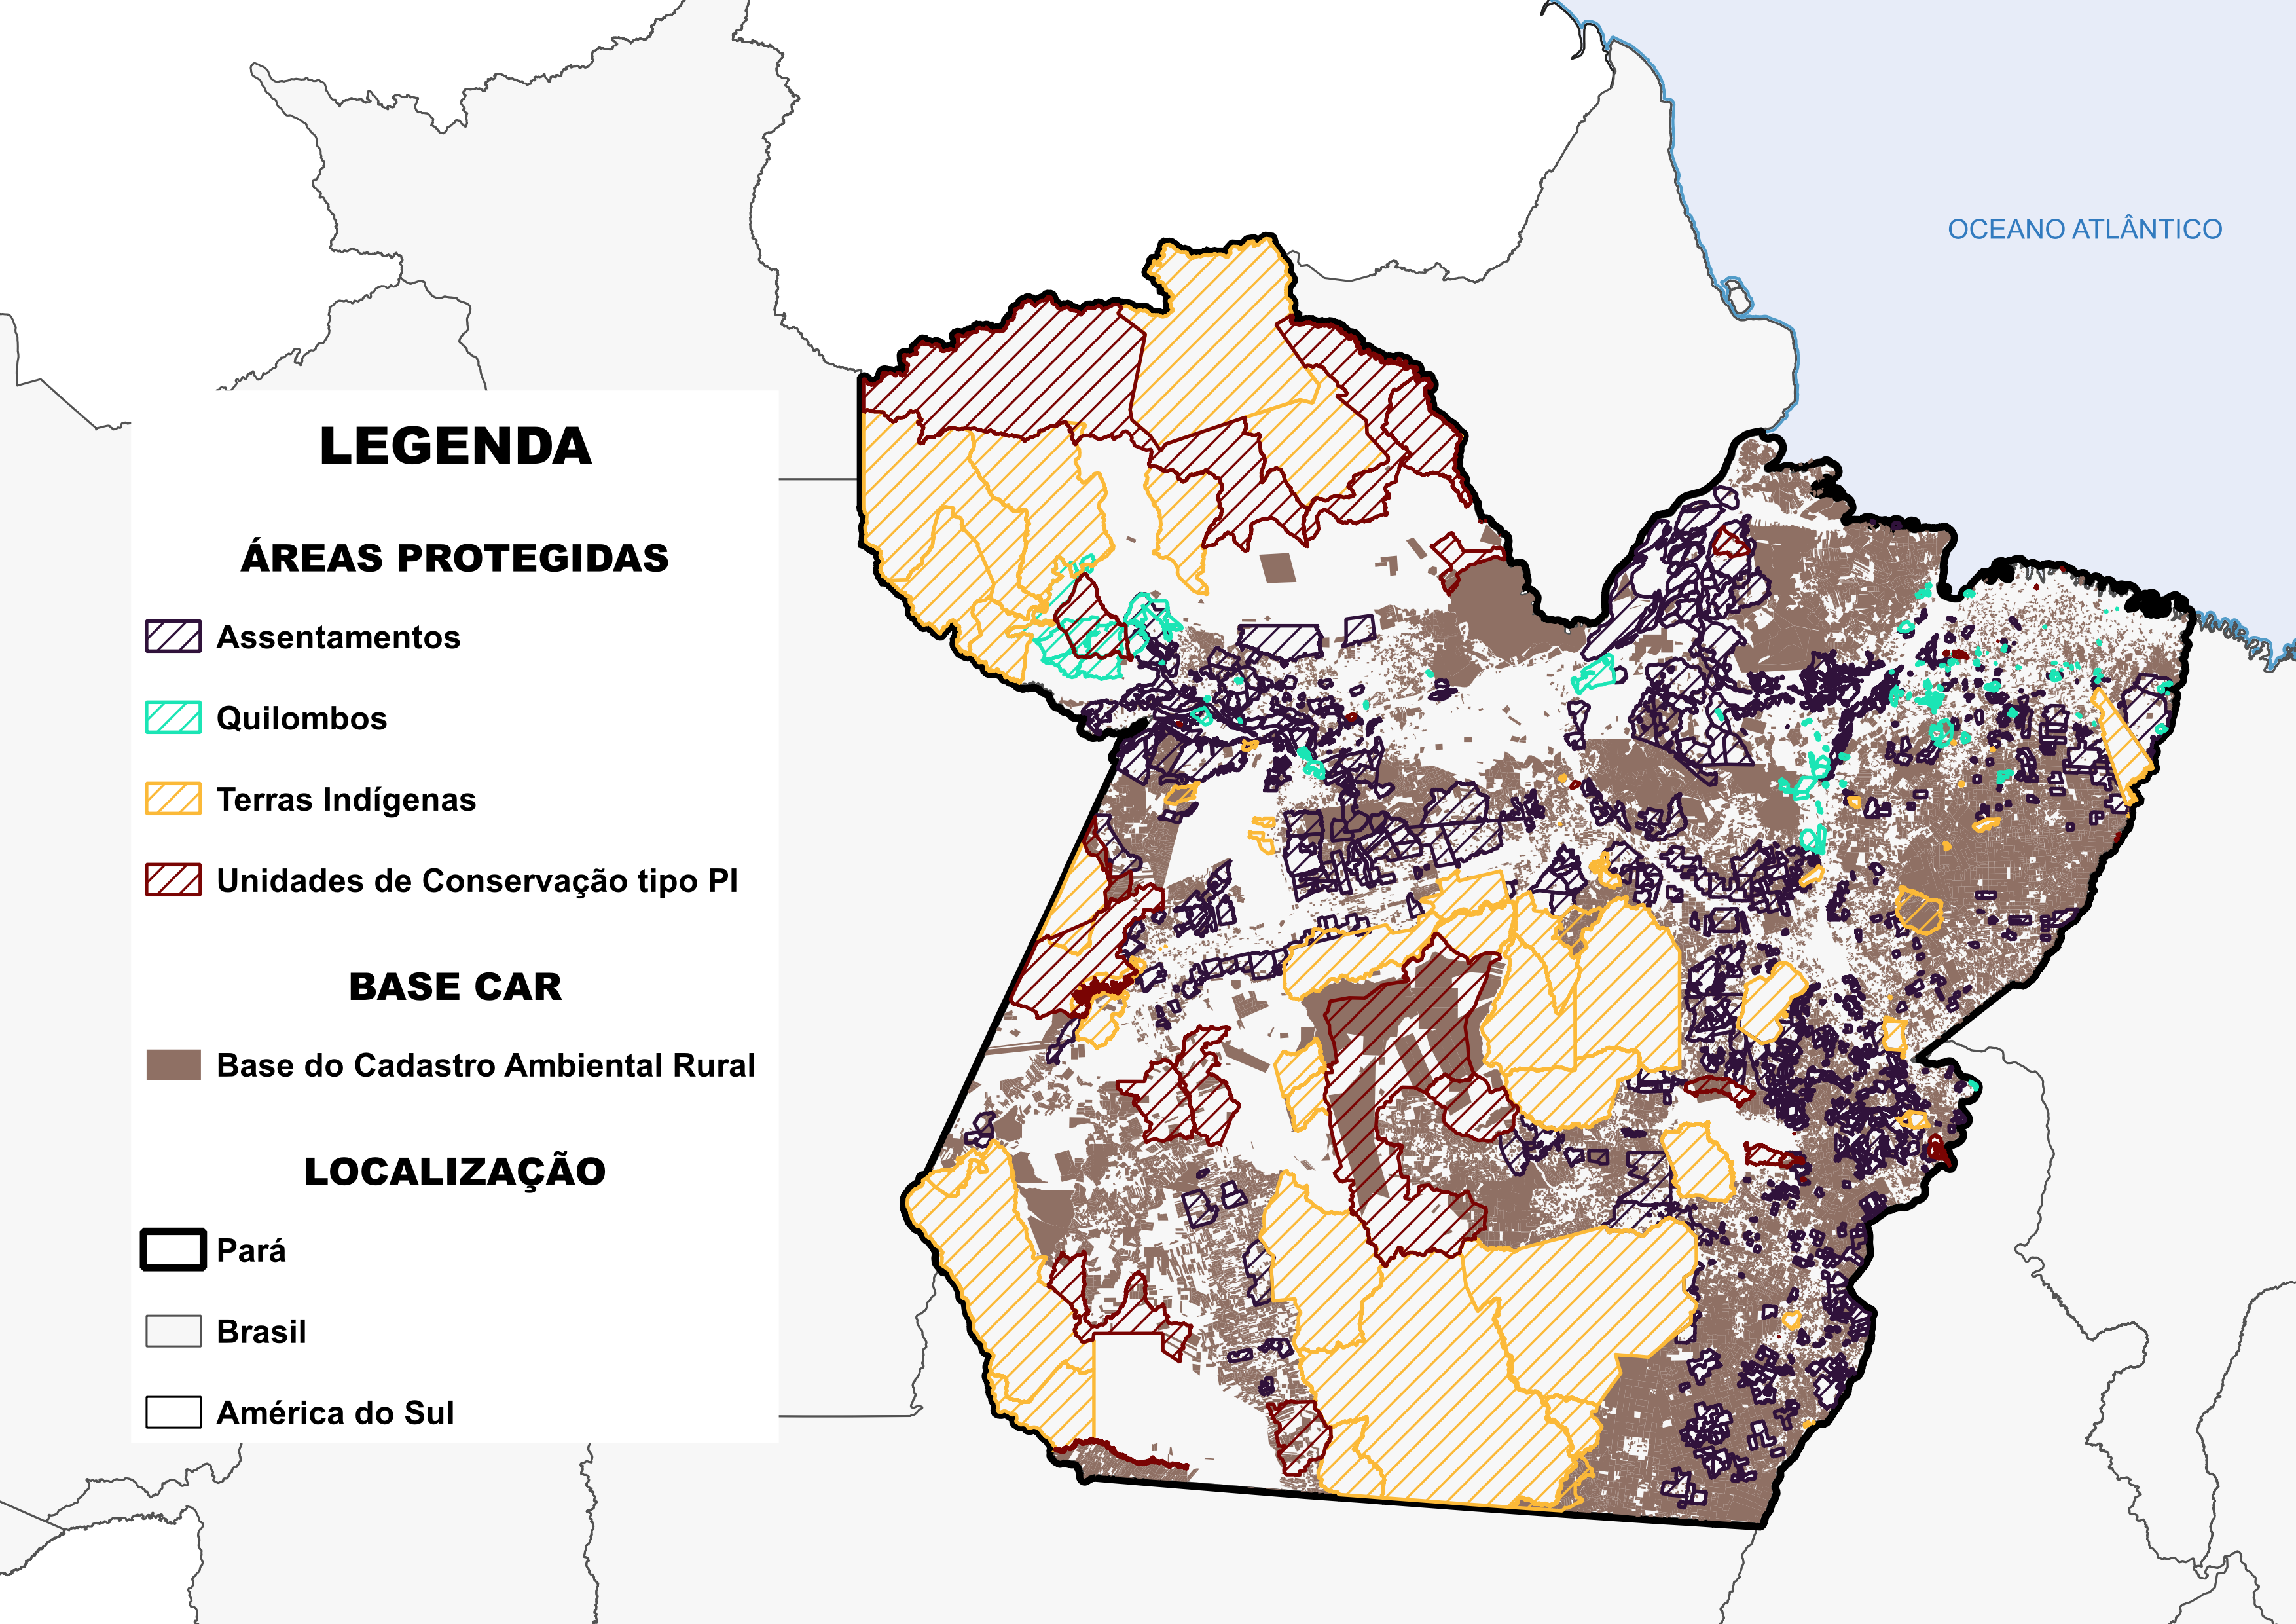 OCEANO ATLÂNTICO
LEGENDA
ÁREAS PROTEGIDAS
Assentamentos
Quilombos
Terras Indígenas
Unidades de Conservação tipo PI
BASE CAR
Base do Cadastro Ambiental Rural
LOCALIZAÇÃO
Pará
Brasil
América do Sul